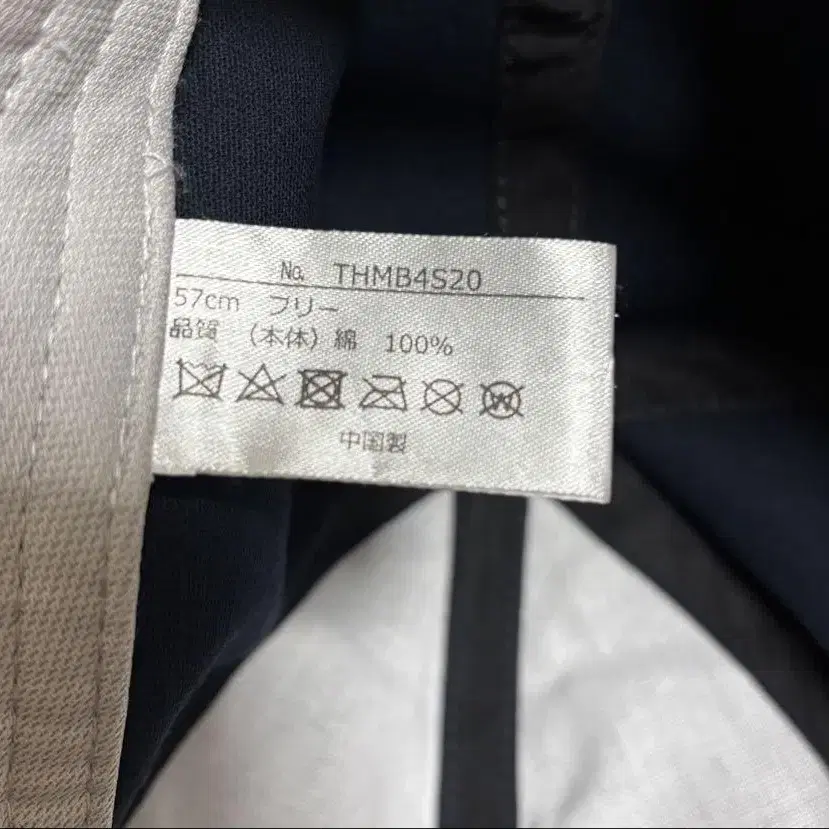 № THMB4S20
57cm フリー
品質 (本体) 綿 100%
中国製